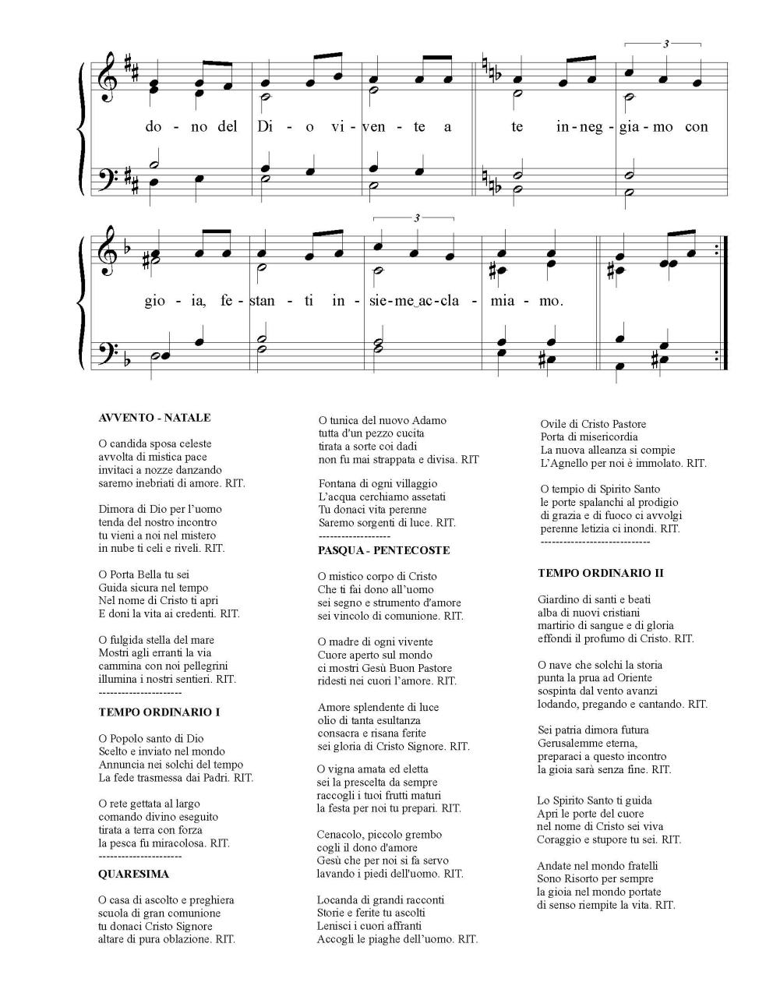 3
do - no del Di - o vi - ven - te a te in - neg - gia - mo con
3
gio - ia, fe - stan - ti in - sie - me ac - cla - mia - mo.
AVVENTO - NATALE
O candida sposa celeste
avvolta di mistica pace
invitaci a nozze danzando
saremo inebriati di amore. RIT.
Dimora di Dio per l’uomo
tenda del nostro incontro
tu vieni a noi nel mistero
in nube ti celi e riveli. RIT.
O Porta Bella tu sei
Guida sicura nel tempo
Nel nome di Cristo ti apri
E doni la vita ai credenti. RIT.
O fulgida stella del mare
Mostri agli erranti la via
cammina con noi pellegrini
illumina i nostri sentieri. RIT.
----------------------
TEMPO ORDINARIO I
O Popolo santo di Dio
Scelto e inviato nel mondo
Annuncia nei solchi del tempo
La fede trasmessa dai Padri. RIT.
O rete gettata al largo
comando divino eseguito
tirata a terra con forza
la pesca fu miracolosa. RIT.
----------------------
QUARESIMA
O casa di ascolto e preghiera
scuola di gran comunione
tu donaci Cristo Signore
altare di pura oblazione. RIT.
O tunica del nuovo Adamo
tutta d'un pezzo cucita
tirata a sorte coi dadi
non fu mai strappata e divisa. RIT
Fontana di ogni villaggio
L’acqua cerchiamo assetati
Tu donaci vita perenne
Saremo sorgenti di luce. RIT.
-------------------
PASQUA - PENTECOSTE
O mistico corpo di Cristo
Che ti fai dono all’uomo
sei segno e strumento d'amore
sei vincolo di comunione. RIT.
O madre di ogni vivente
Cuore aperto sul mondo
ci mostri Gesù Buon Pastore
ridesti nei cuori l’amore. RIT.
Amore splendente di luce
olio di tanta esultanza
consacra e risana ferite
sei gloria di Cristo Signore. RIT.
O vigna amata ed eletta
sei la prescelta da sempre
raccogli i tuoi frutti maturi
la festa per noi tu prepari. RIT.
Cenacolo, piccolo grembo
cogli il dono d'amore
Gesù che per noi si fa servo
lavando i piedi dell'uomo. RIT.
Locanda di grandi racconti
Storie e ferite tu ascolti
Lenisci i cuori affranti
Accogli le piaghe dell’uomo. RIT.
Ovile di Cristo Pastore
Porta di misericordia
La nuova alleanza si compie
L’Agnello per noi è immolato. RIT.
O tempio di Spirito Santo
le porte spalanchi al prodigio
di grazia e di fuoco ci avvolgi
perenne letizia ci inondi. RIT.
-----------------------------
TEMPO ORDINARIO II
Giardino di santi e beati
alba di nuovi cristiani
martirio di sangue e di gloria
effondi il profumo di Cristo. RIT.
O nave che solchi la storia
punta la prua ad Oriente
sospinta dal vento avanzi
lodando, pregando e cantando. RIT.
Sei patria dimora futura
Gerusalemme eterna,
preparaci a questo incontro
la gioia sarà senza fine. RIT.
Lo Spirito Santo ti guida
Apri le porte del cuore
nel nome di Cristo sei viva
Coraggio e stupore tu sei. RIT.
Andate nel mondo fratelli
Sono Risorto per sempre
la gioia nel mondo portate
di senso riempite la vita. RIT.